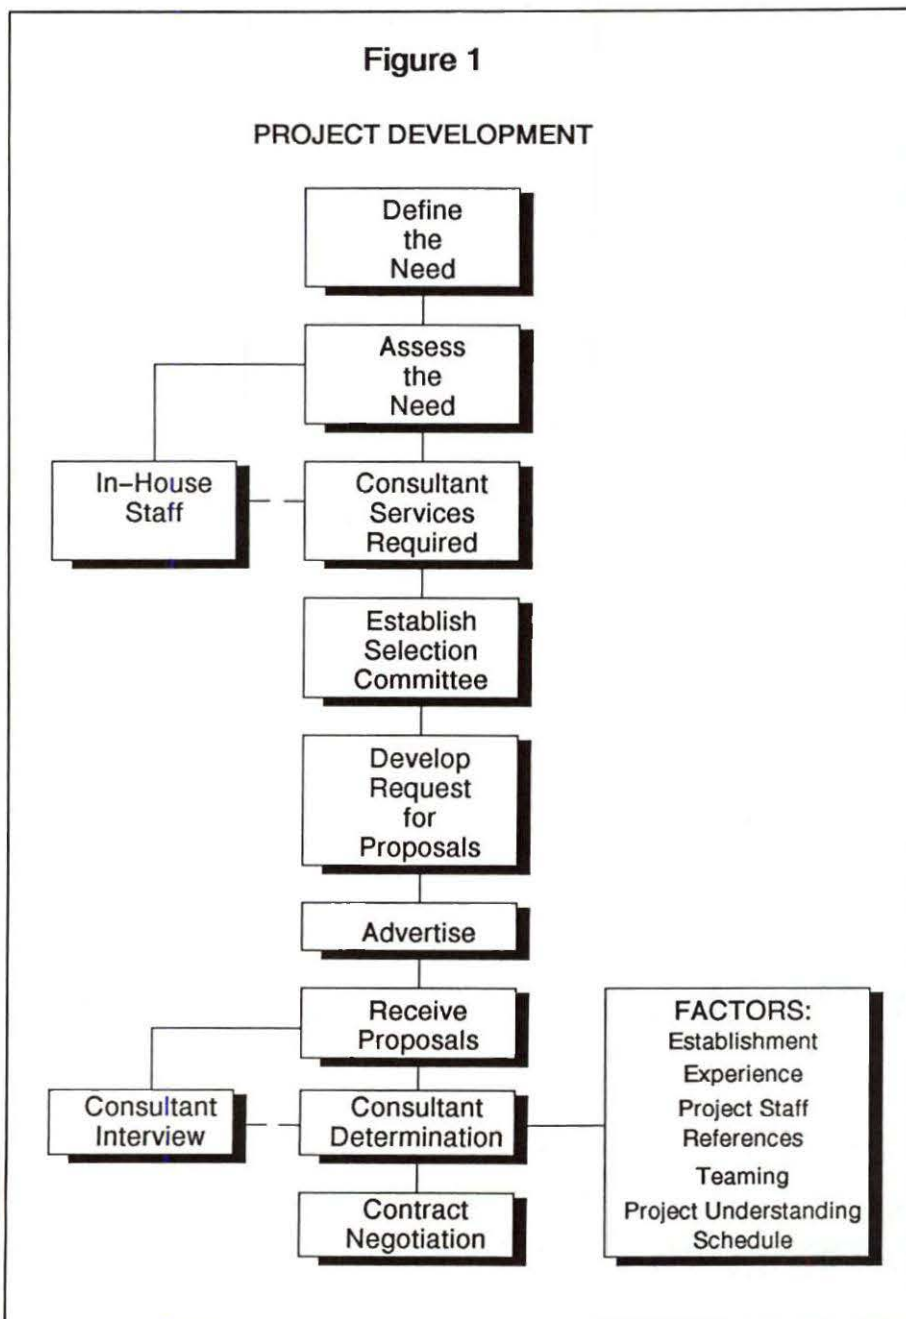 Figure 1
PROJECT DEVELOPMENT
Define
the
Need
Assess
the
Need
In-House
Staff
Consultant
Services
Required
Establish
Selection
Committee
Develop
Request
for
Proposals
Advertise
Receive
Proposals
Consultant
Interview
Consultant
Determination
Contract
Negotiation
FACTORS:
Establishment
Experience
Project Staff
References
Teaming
Project Understanding
Schedule